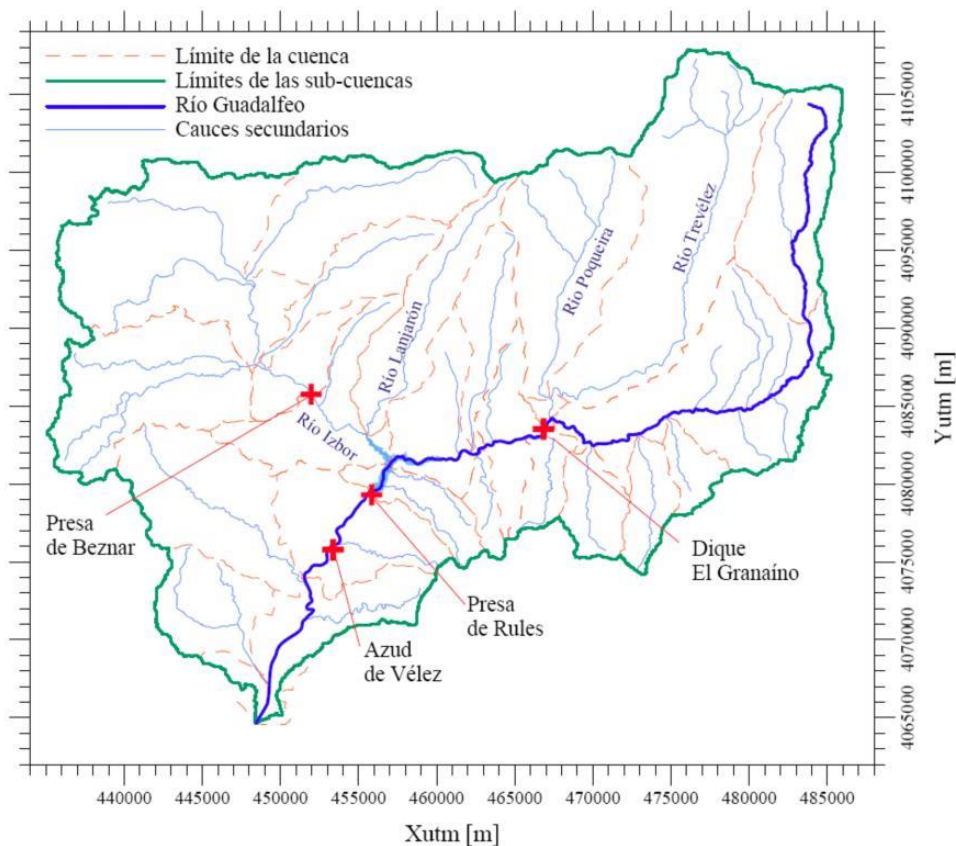 Límite de la cuenca
Límites de las sub-cuencas
Río Guadalfeo
Cauces secundarios
Río Lanjarón
Río Poqueira
Río Trevélez
Río Izbor
Presa
de Beznar
Presa
de Rules
Azud
de Vélez
Dique
El Granaíno
4105000
4100000
4095000
4090000
4085000
4080000
4075000
4070000
4065000
Yutm [m]
440000 445000 450000 455000 460000 465000 470000 475000 480000 485000
Xutm [m]